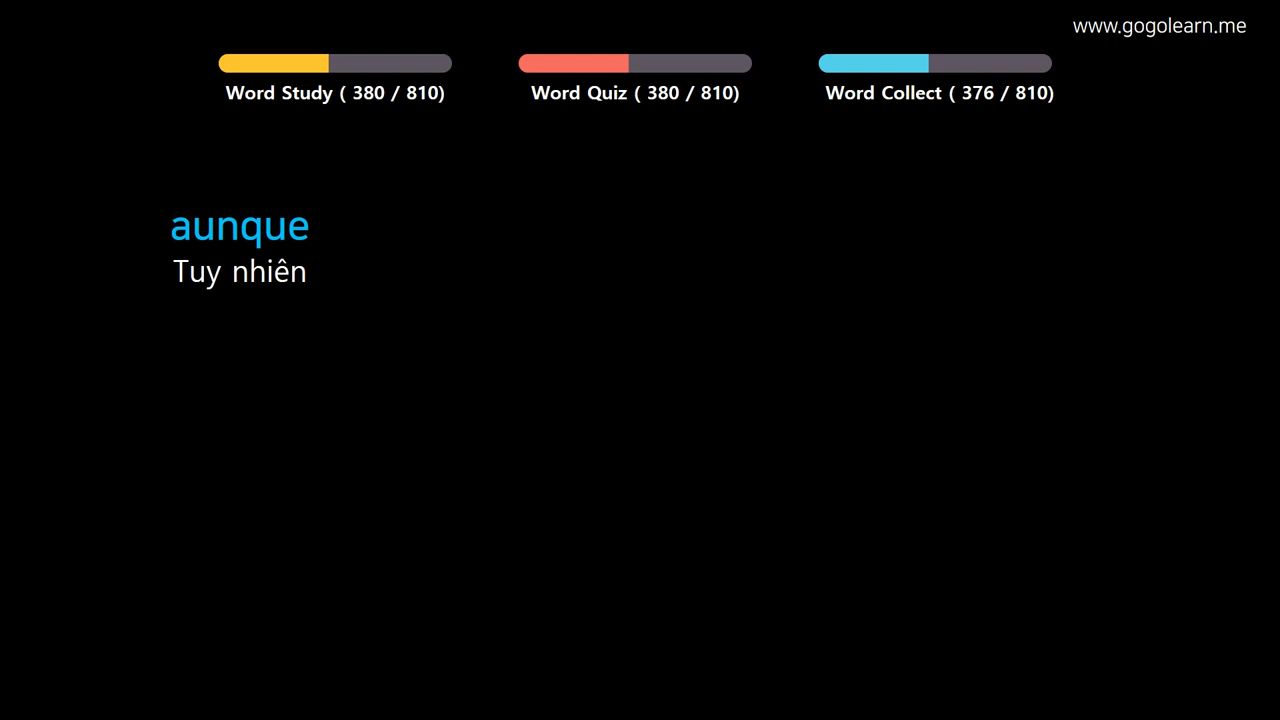 www.gogolearn.me
Word Study ( 380 / 810)
Word Quiz ( 380 / 810)
Word Collect ( 376 / 810)
aunque
Tuy nhiên